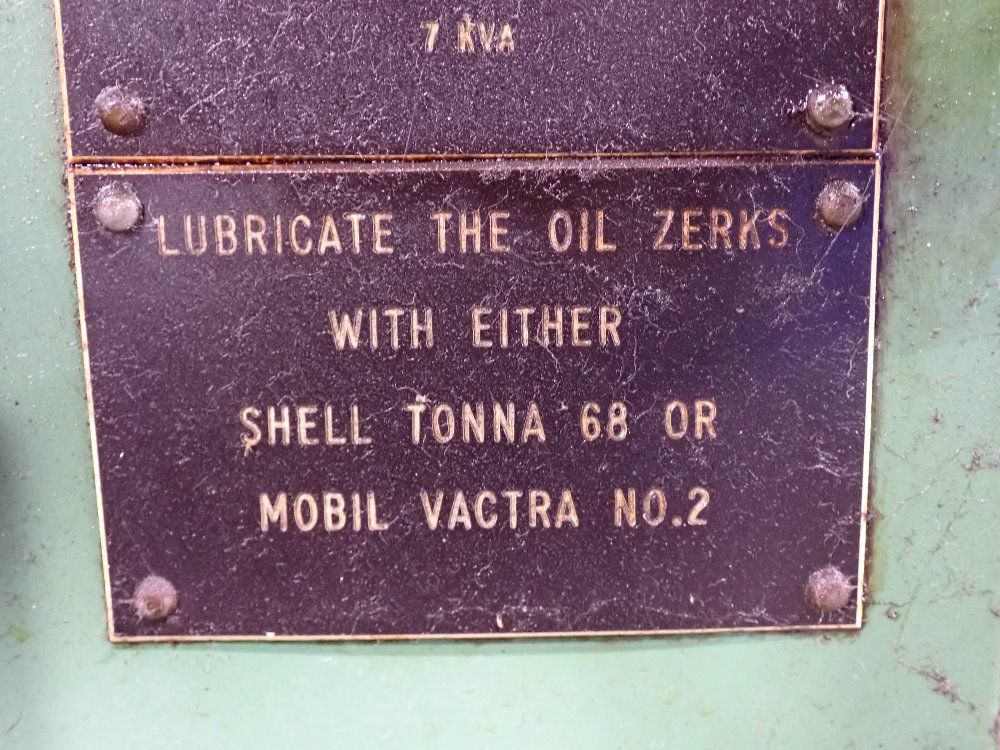 7 KVA
LUBRICATE THE OIL ZERKS
WITH EITHER
SHELL TONNA 68 OR
MOBIL VACTRA NO.2